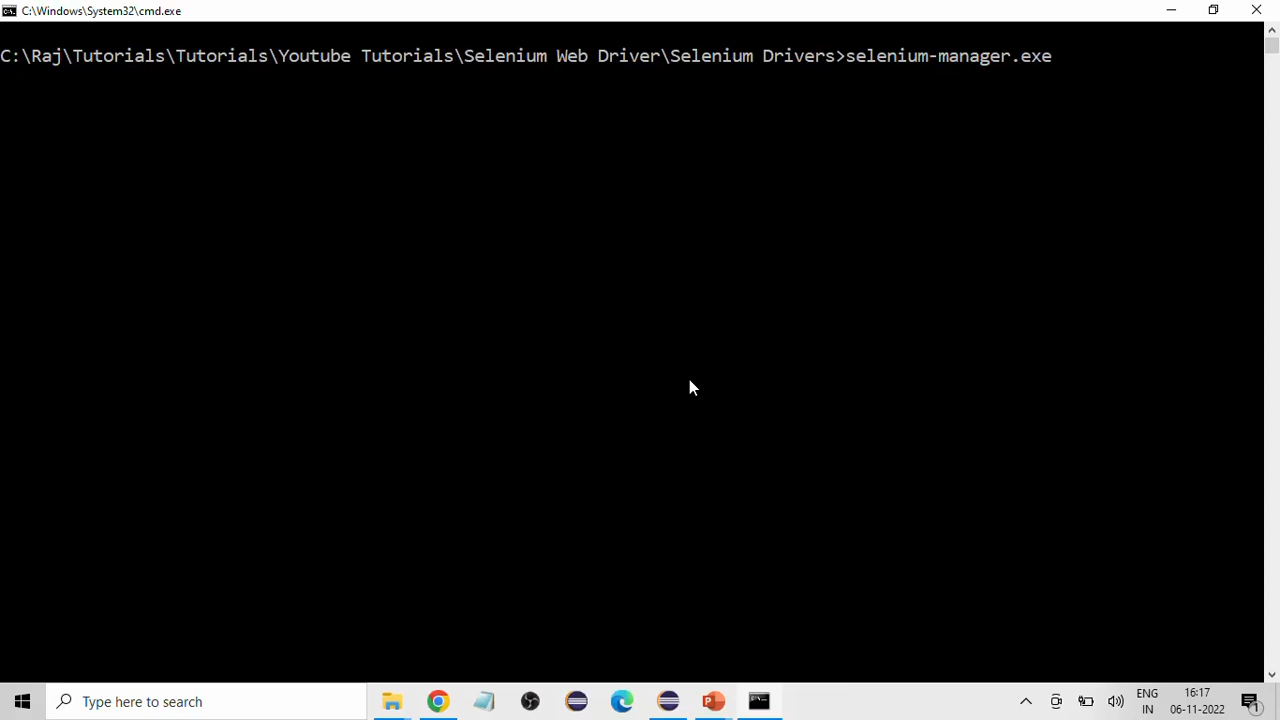 C:\Windows\System32\cmd.exe
C:\Raj\Tutorials\Tutorials\Youtube Tutorials\Selenium Web Driver\Selenium Drivers>selenium-manager.exe
Type here to search
ENG
IN
16:17
06-11-2022
1